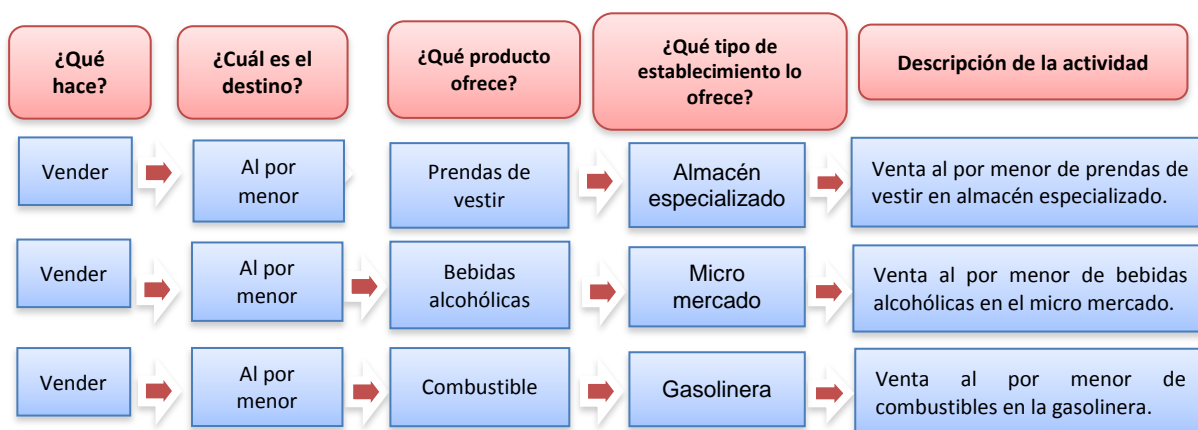 ¿Qué
hace?
¿Cuál es el
destino?
¿Qué producto
ofrece?
¿Qué tipo de
establecimiento lo
ofrece?
Descripción de la actividad
Vender
Al por
menor
Prendas de
vestir
Almacén
especializado
Venta al por menor de prendas de
vestir en almacén especializado.
Vender
Al por
menor
Bebidas
alcohólicas
Micro
mercado
Venta al por menor de bebidas
alcohólicas en el micro mercado.
Vender
Al por
menor
Combustible
Gasolinera
Venta al por menor de
combustibles en la gasolinera.